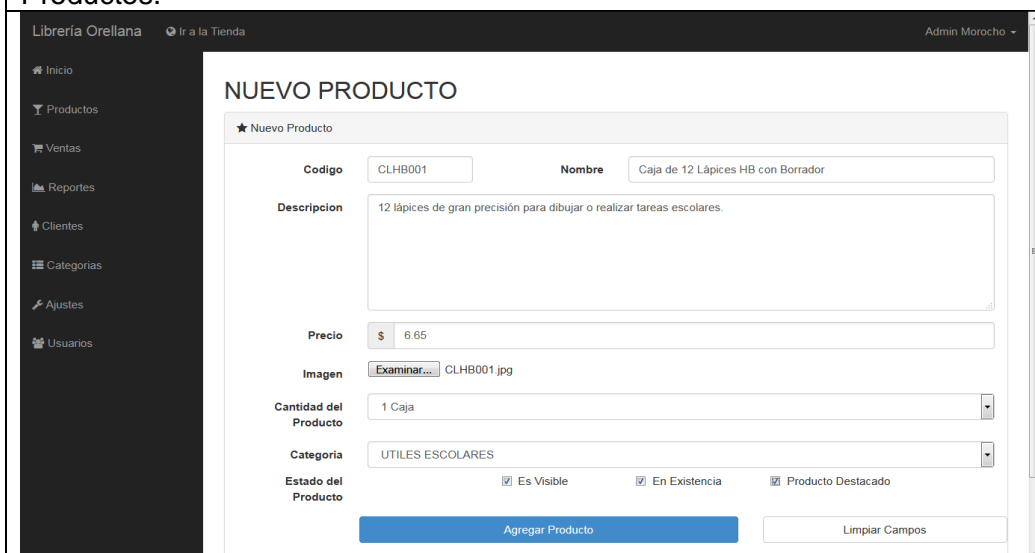 Productos:
Librería Orellana Ir a la Tienda Admin Morocho
Inicio
Productos
Ventas
Reportes
Clientes
Categorias
Ajustes
Usuarios
NUEVO PRODUCTO
Nuevo Producto
Codigo CLHB001 Nombre Caja de 12 Lápices HB con Borrador
Descripcion 12 lápices de gran precisión para dibujar o realizar tareas escolares.
Precio $ 6.65
Imagen Examinar... CLHB001.jpg
Cantidad del Producto 1 Caja
Categoria UTILES ESCOLARES
Estado del Producto Es Visible En Existencia Producto Destacado
Agregar Producto Limpiar Campos